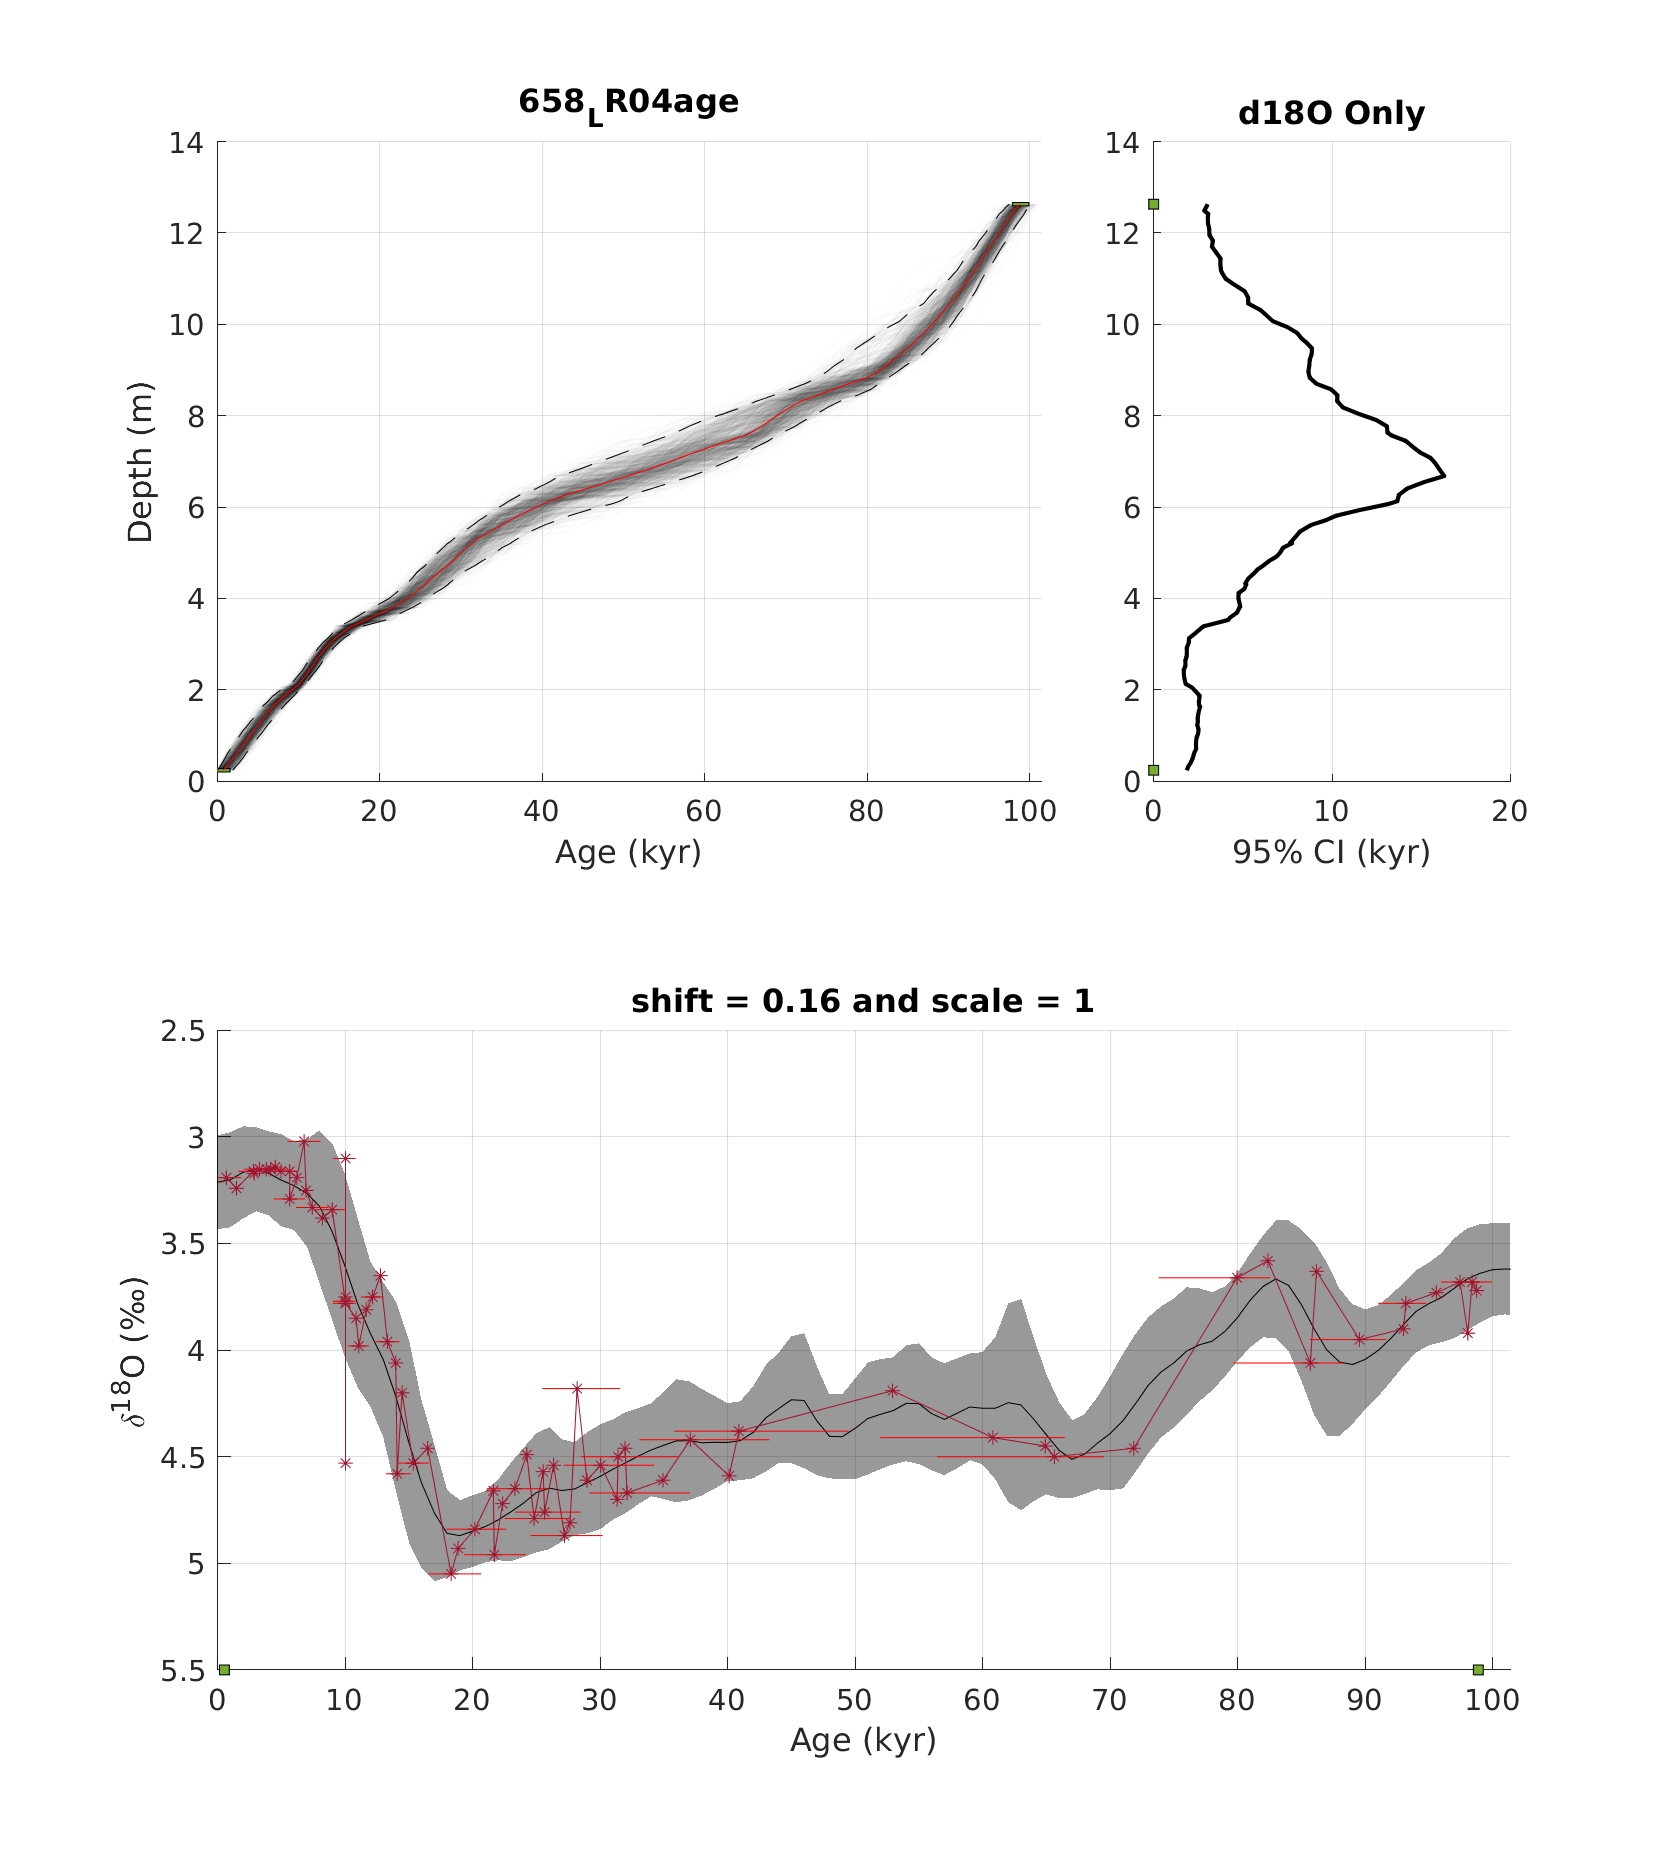 658LR04age
d18O Only
14
12
10
8
6
4
2
0
Depth (m)
0 20 40 60 80 100
Age (kyr)
14
12
10
8
6
4
2
0
0 10 20
95% CI (kyr)
shift = 0.16 and scale = 1
2.5
3
3.5
4
4.5
5
5.5
δ18O (‰)
0 10 20 30 40 50 60 70 80 90 100
Age (kyr)